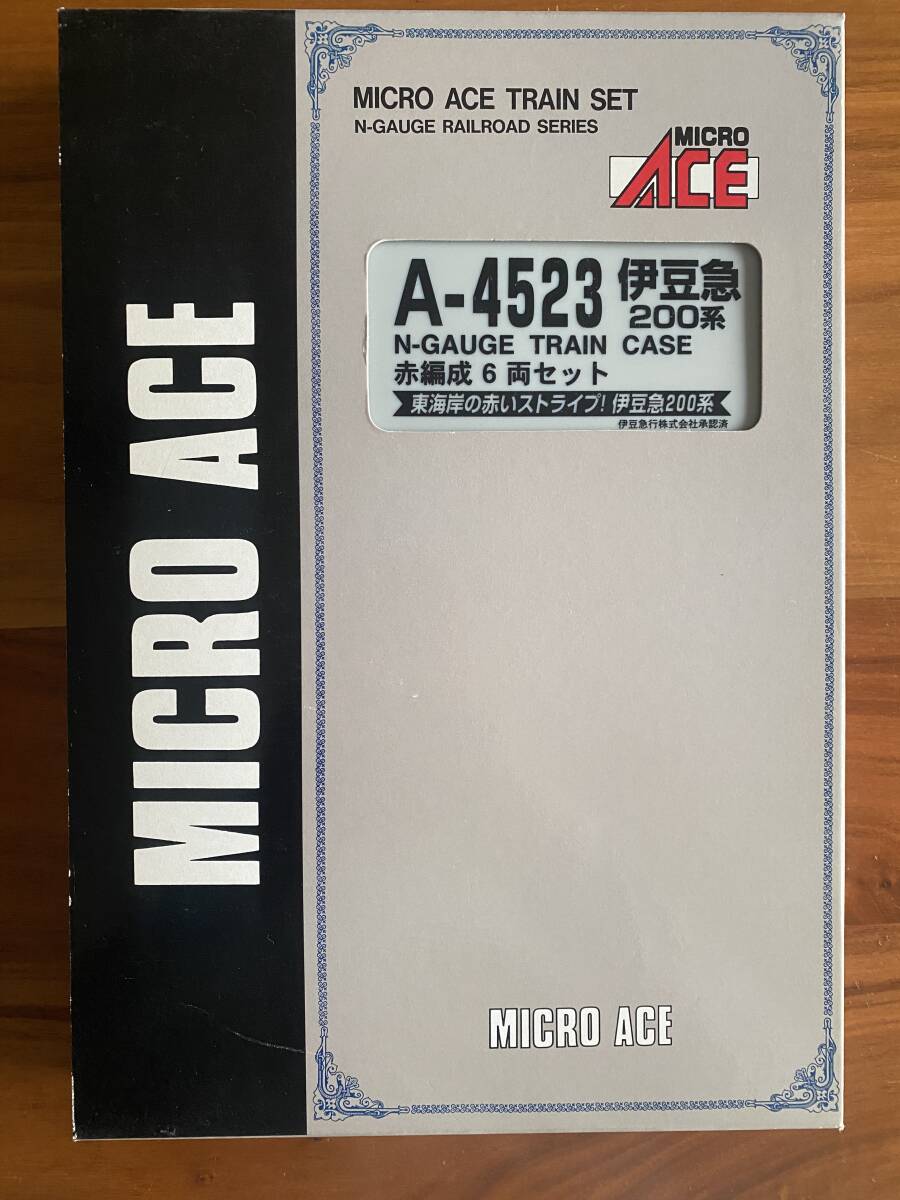 MICRO ACE
MICRO ACE TRAIN SET
N-GAUGE RAILROAD SERIES
MICRO
ACE
A-4523 伊豆急
200系
N-GAUGE TRAIN CASE
赤編成6両セット
東海岸の赤いストライプ! 伊豆急200系
伊豆急行株式会社承認済
MICRO ACE